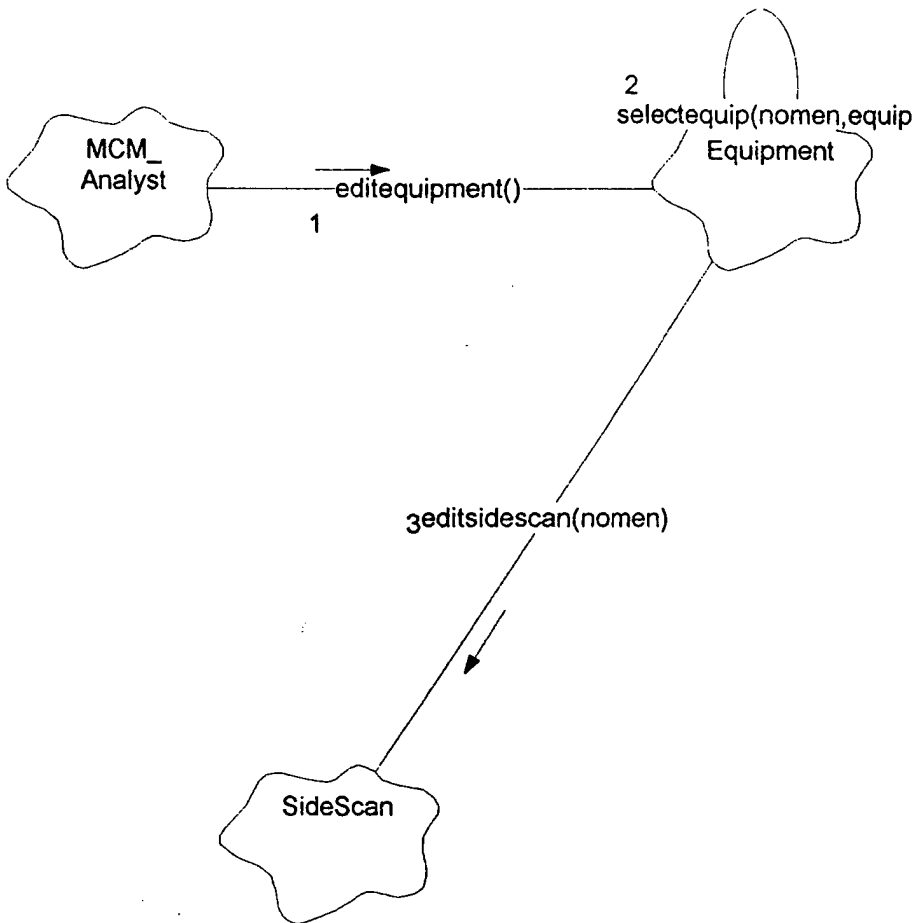 2
selectequip(nomen,equip
MCM_
Analyst
Equipment
editequipment()
1
3editsidescan(nomen)
SideScan